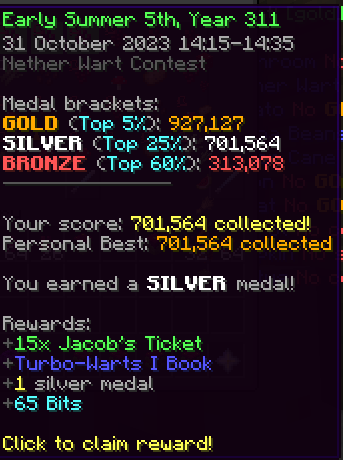 Early Summer 5th, Year 311
31 October 2023 14:15-14:35
Nether Wart Contest
Medal brackets:
GOLD (Top 5%): 927,127
SILVER (Top 25%): 701,564
BRONZE (Top 60%): 313,078
Your score: 701,564 collected!
Personal Best: 701,564 collected
You earned a SILVER medal!
Rewards:
+15x Jacob's Ticket
+Turbo-Warts I Book
+1 silver medal
+65 Bits
Click to claim reward!